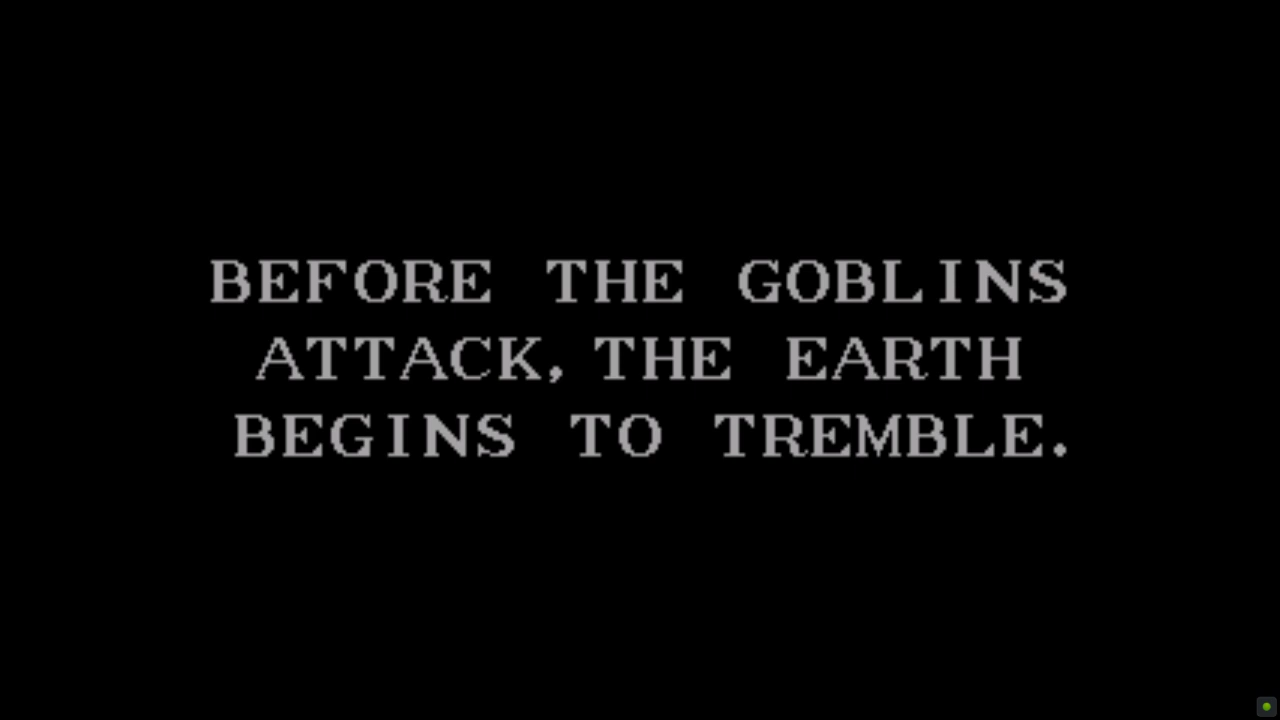 BEFORE THE GOBLINS
ATTACK, THE EARTH
BEGINS TO TREMBLE.